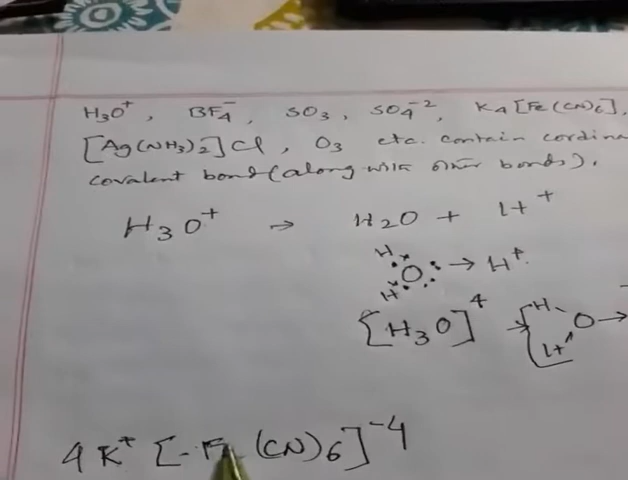 H₃O⁺, BF₄⁻, SO₃, SO₄⁻², K₄[Fe(CN)₆],
[Ag(NH₃)₂]Cl, O₃ etc. contain cordina
covalent bond (along with other bonds).
H₃O⁺ → H₂O + H⁺
H
O → H⁺
H
[H₃O]⁺ → [H O →
H
4K⁺ [Fe(CN)6]⁻⁴